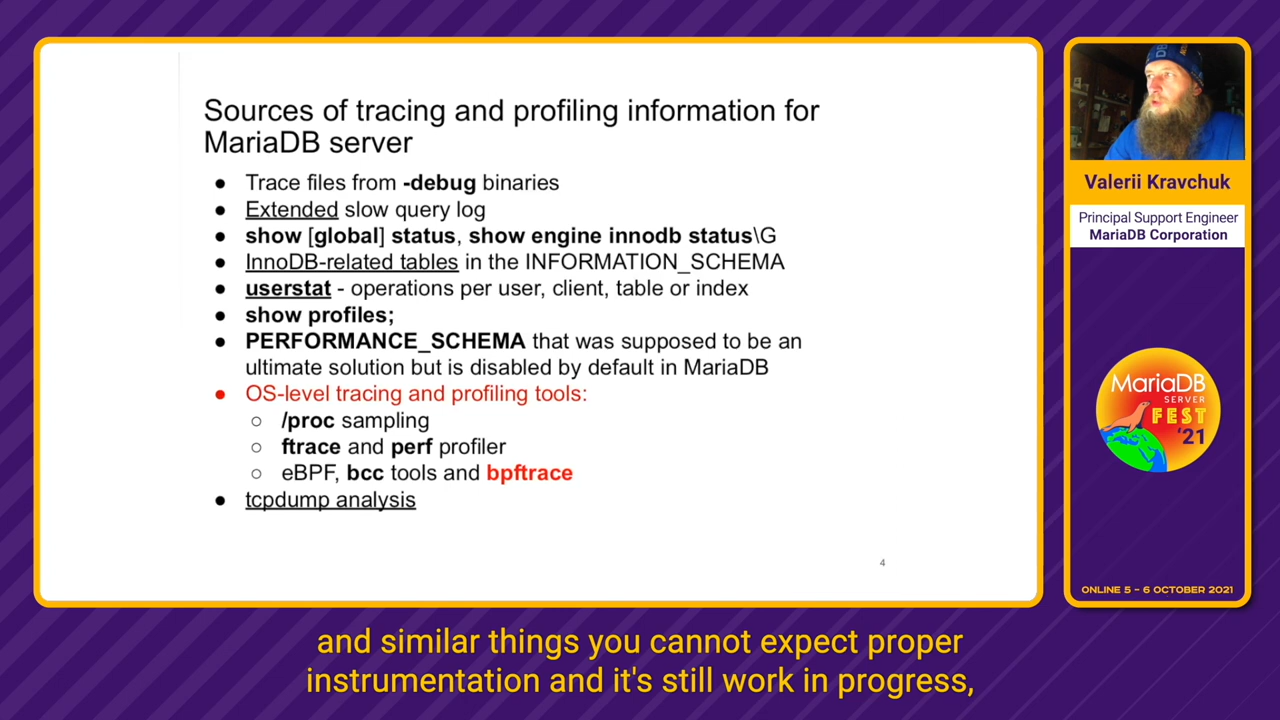 Sources of tracing and profiling information for
MariaDB server
● Trace files from -debug binaries
● Extended slow query log
● show [global] status, show engine innodb status\G
● InnoDB-related tables in the INFORMATION_SCHEMA
● userstat - operations per user, client, table or index
● show profiles;
● PERFORMANCE_SCHEMA that was supposed to be an
ultimate solution but is disabled by default in MariaDB
● OS-level tracing and profiling tools:
○ /proc sampling
○ ftrace and perf profiler
○ eBPF, bcc tools and bpftrace
● tcpdump analysis
4
Valerii Kravchuk
Principal Support Engineer
MariaDB Corporation
MariaDB
SERVER
FEST
'21
ONLINE 5 - 6 OCTOBER 2021
and similar things you cannot expect proper
instrumentation and it's still work in progress,